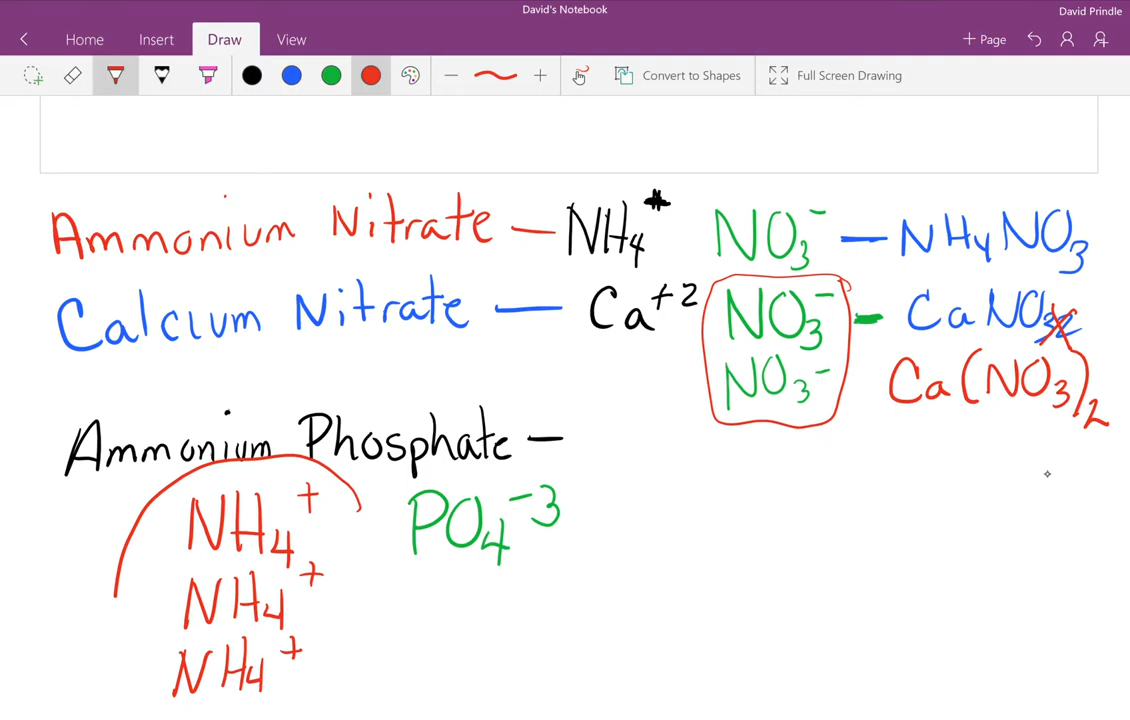 David's Notebook
David Prindle
Home Insert Draw View + Page
Convert to Shapes Full Screen Drawing
Ammonium Nitrate — NH4+ NO3- — NH4NO3
Calcium Nitrate — Ca+2 NO3- - CaNO32
NO3- Ca(NO3)2
Ammonium Phosphate —
NH4+ PO4-3
NH4+
NH4+